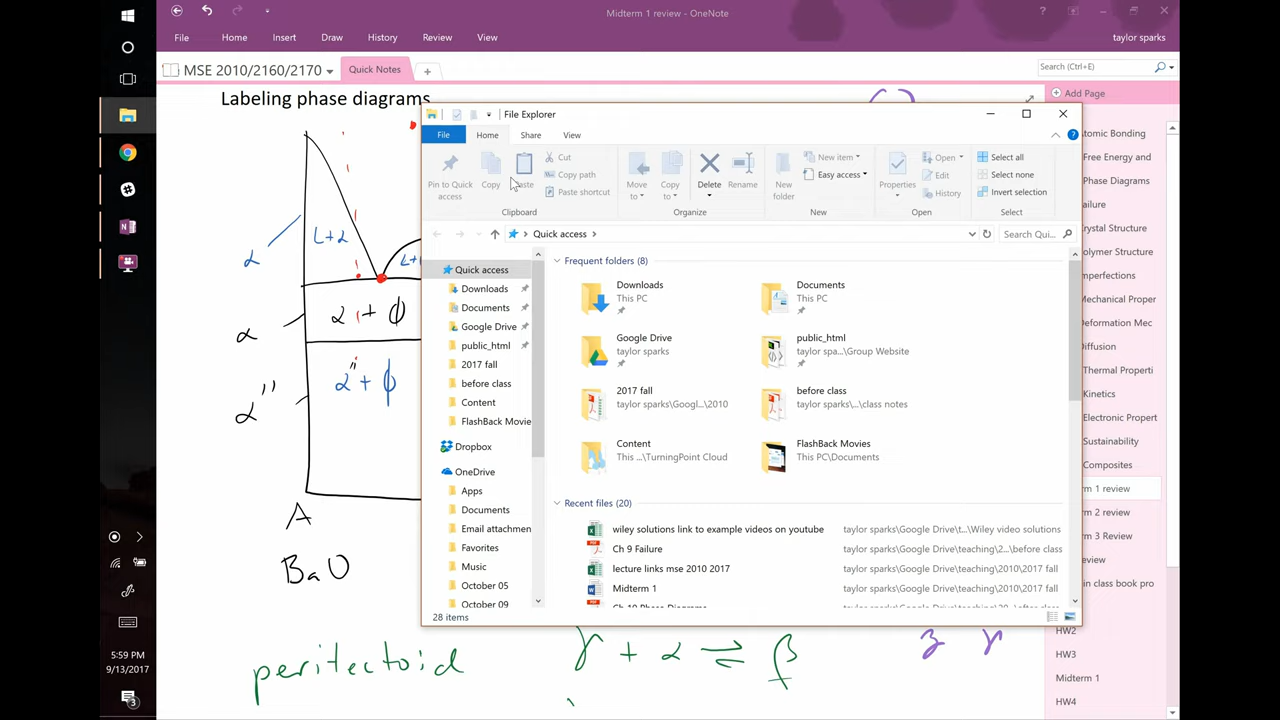 Midterm 1 review - OneNote
File Home Insert Draw History Review View
taylor sparks
MSE 2010/2160/2170
Quick Notes
Search (Ctrl+E)
Add Page
Labeling phase diagrams
File Explorer
File Home Share View
Pin to Quick access
Copy
Paste
Cut
Copy path
Paste shortcut
Clipboard
Move to
Copy to
Delete
Rename
Organize
New folder
New item
Easy access
New
Properties
Open
Edit
History
Open
Select all
Select none
Invert selection
Select
Quick access
Search Qui...
Quick access
Downloads
Documents
Google Drive
public_html
2017 fall
before class
Content
FlashBack Movie
Dropbox
OneDrive
Apps
Documents
Email attachmen
Favorites
Music
October 05
October 09
Frequent folders (8)
Downloads
This PC
Documents
This PC
Google Drive
taylor sparks
public_html
taylor spa...\Group Website
2017 fall
taylor sparks\Googl...\2010
before class
taylor sparks\...\class notes
Content
This ...\TurningPoint Cloud
FlashBack Movies
This PC\Documents
Recent files (20)
wiley solutions link to example videos on youtube taylor sparks\Google Drive\t...\Wiley video solutions
Ch 9 Failure taylor sparks\Google Drive\teaching\2...\before class
lecture links mse 2010 2017 taylor sparks\Google Drive\teaching\2010\2017 fall
Midterm 1 taylor sparks\Google Drive\teaching\2010\2017 fall
28 items
L+α
α
α + ϕ
α
α" + ϕ
α"
A
BaO
peritectoid
γ + α ⇌ β
z γ
tomic Bonding
Free Energy and
Phase Diagrams
ailure
rystal Structure
olymer Structure
echanical Proper
eformation Mec
iffusion
hermal Properti
Kinetics
lectronic Propert
Sustainability
Composites
rm 1 review
rm 2 review
rm 3 Review
eview
in class book pro
HW2
HW3
Midterm 1
HW4
5:59 PM
9/13/2017
3